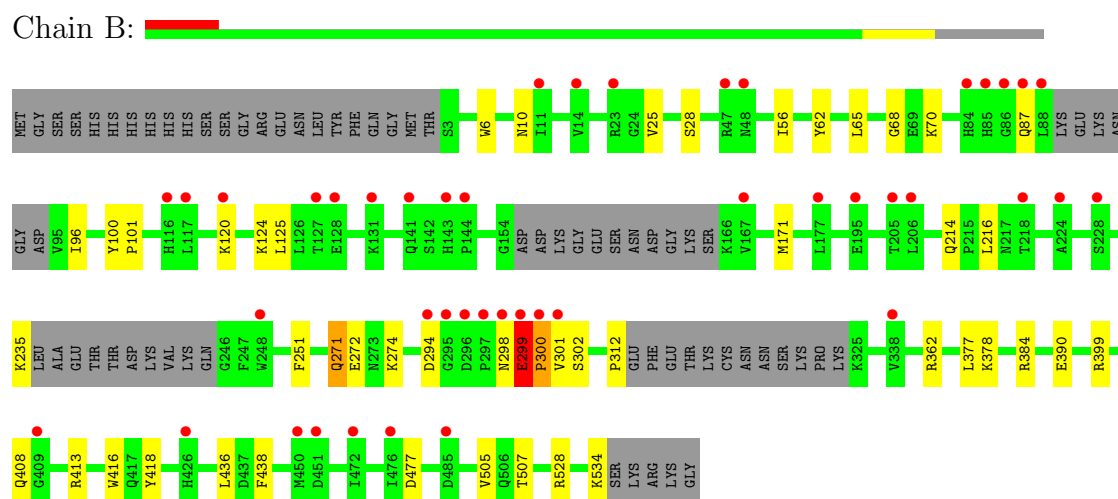 Chain B:
MET GLY SER SER HIS HIS HIS HIS HIS HIS SER SER GLY ARG GLU ASN LEU TYR PHE GLN GLY MET THR S3 W6 N10 I11 V14 R23 G24 V25 S28 R47 N48 I56 Y62 L65 G68 E69 K70 H84 H85 G86 Q87 L88 LYS GLU LYS ASN
GLY ASP V95 I96 Y100 P101 H116 L117 K120 K124 L125 L126 T127 E128 K131 Q141 S142 H143 P144 G154 ASP ASP LYS GLY GLU SER ASN ASP GLY LYS SER K166 V167 M171 L177 E195 T205 L206 Q214 P215 L216 N217 T218 A224 S228
K235 LEU ALA GLU THR THR ASP LYS VAL LYS GLN G246 F247 W248 F251 Q271 E272 N273 K274 D294 G295 D296 P297 N298 E299 P300 V301 S302 P312 GLU PHE GLU THR LYS CYS ASN ASN SER LYS PRO LYS K325 V338 R362 L377 K378 R384 E390 R399
Q408 G409 R413 W416 Q417 Y418 H426 L436 D437 F438 M450 D451 I472 I476 D477 D485 V505 Q506 T507 R528 K534 SER LYS ARG LYS GLY